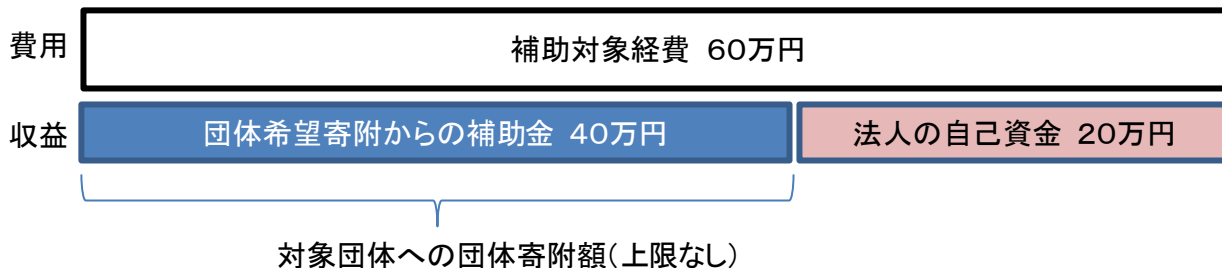 費用
補助対象経費 60万円
収益
団体希望寄附からの補助金 40万円
法人の自己資金 20万円
対象団体への団体寄附額(上限なし)